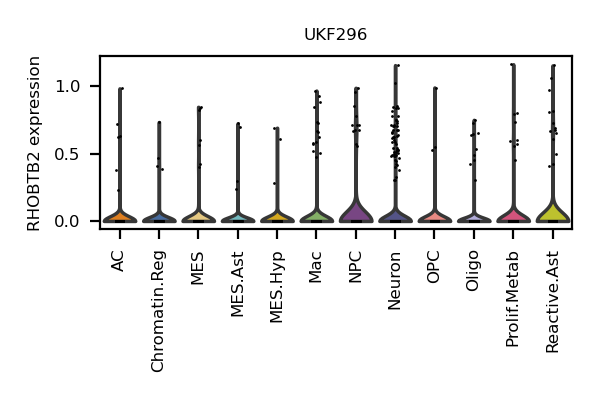 UKF296
RHOBTB2 expression
1.0
0.5
0.0
AC
Chromatin.Reg
MES
MES.Ast
MES.Hyp
Mac
NPC
Neuron
OPC
Oligo
Prolif.Metab
Reactive.Ast